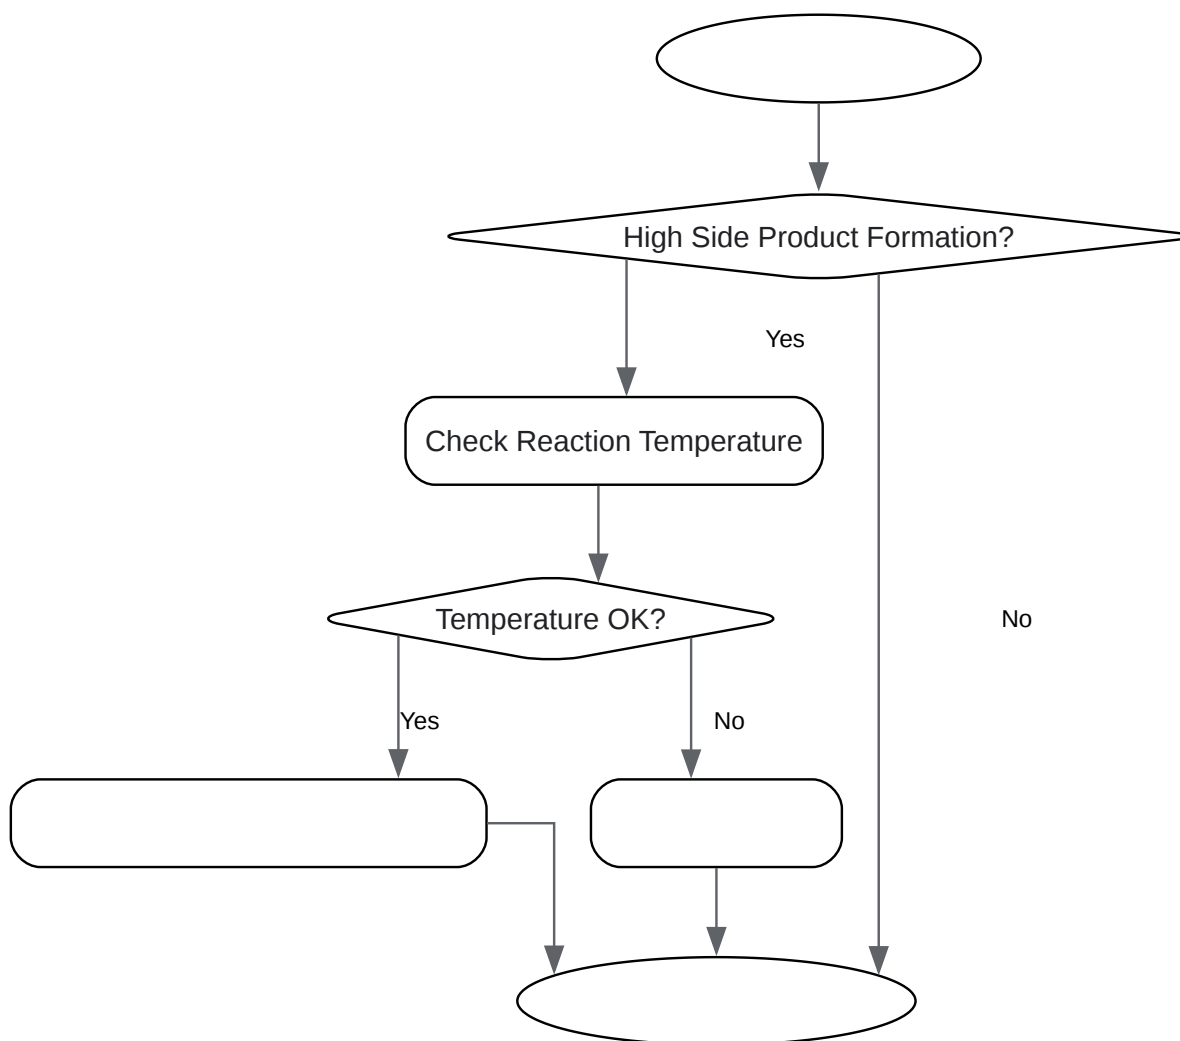 High Side Product Formation?
Yes
Check Reaction Temperature
Temperature OK?
No
Yes
No